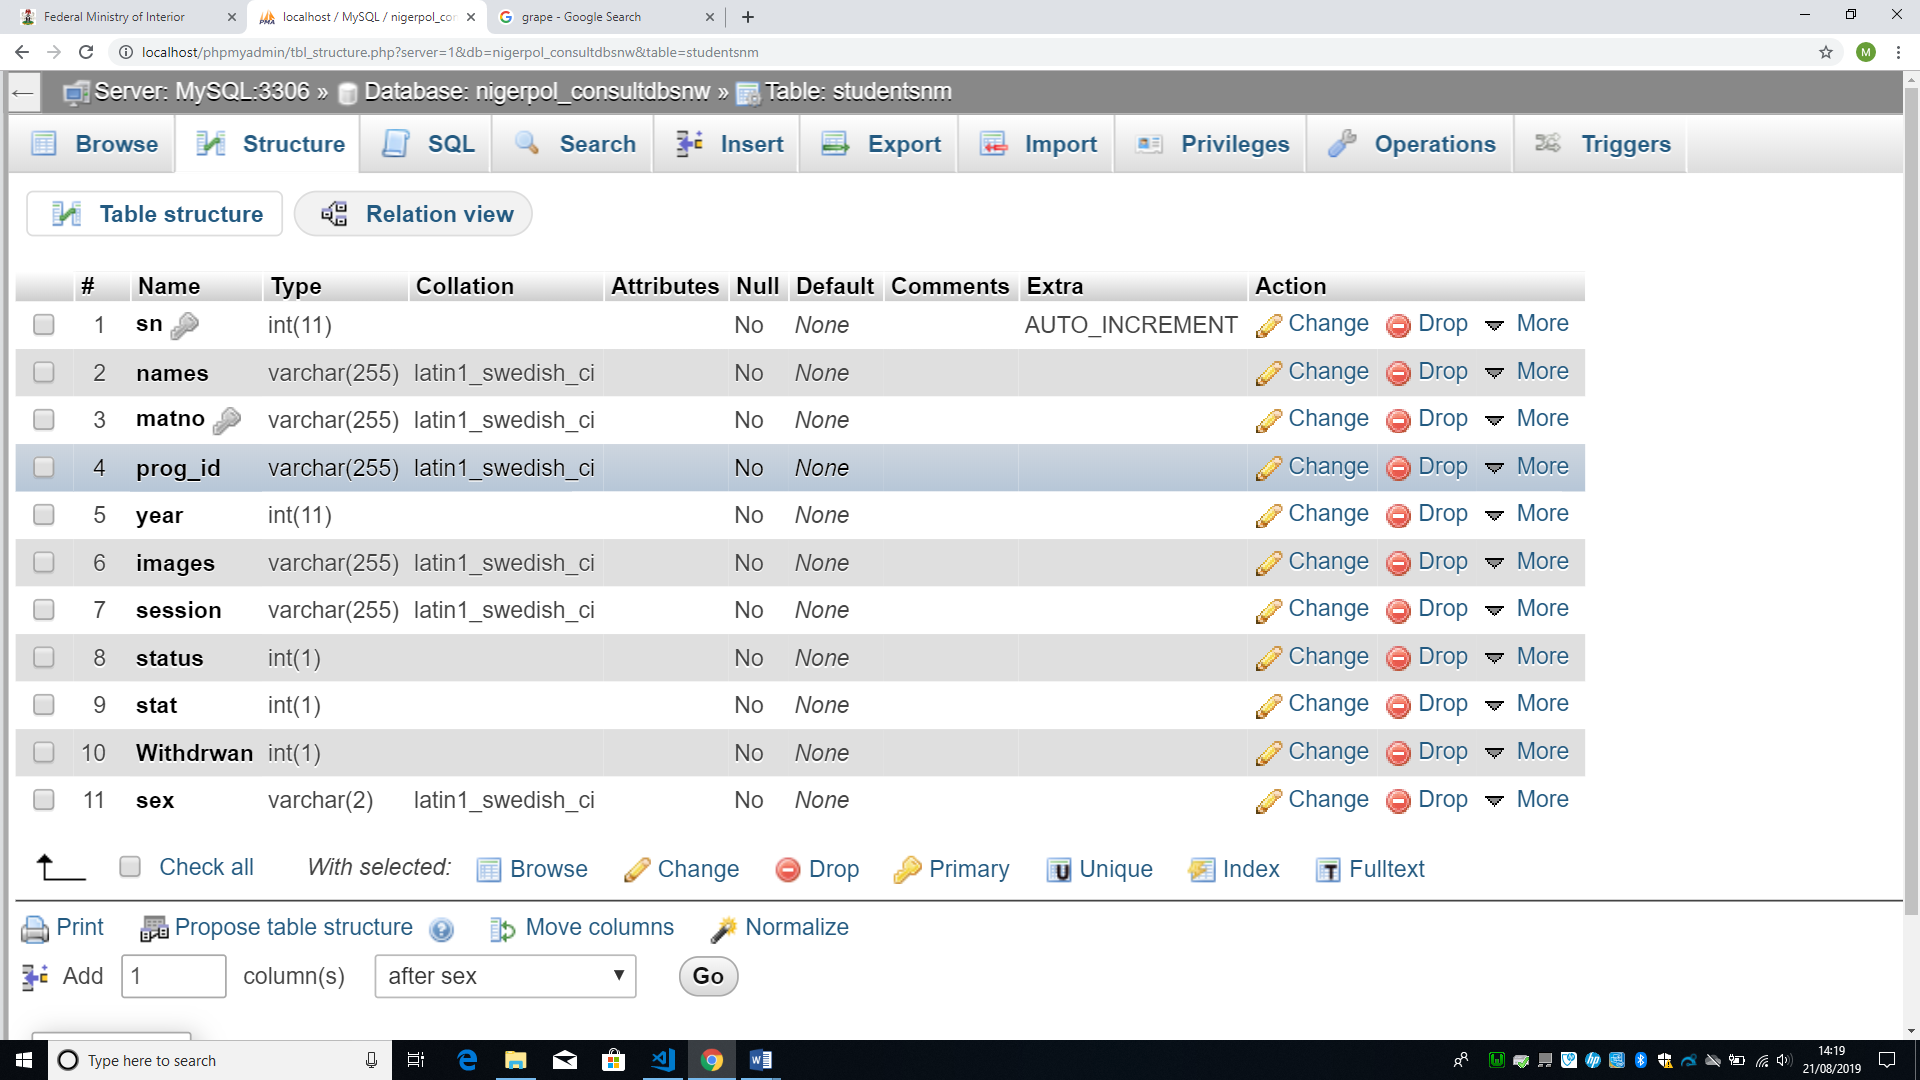 Federal Ministry of Interior
localhost / MySQL / nigerpol_con
grape - Google Search
localhost/phpmyadmin/tbl_structure.php?server=1&db=nigerpol_consultdbsnw&table=studentsnm
M
Server: MySQL:3306 » Database: nigerpol_consultdbsnw » Table: studentsnm
Browse Structure SQL Search Insert Export Import Privileges Operations Triggers
Table structure Relation view
# Name Type Collation Attributes Null Default Comments Extra Action
1 sn int(11) No None AUTO_INCREMENT Change Drop More
2 names varchar(255) latin1_swedish_ci No None Change Drop More
3 matno varchar(255) latin1_swedish_ci No None Change Drop More
4 prog_id varchar(255) latin1_swedish_ci No None Change Drop More
5 year int(11) No None Change Drop More
6 images varchar(255) latin1_swedish_ci No None Change Drop More
7 session varchar(255) latin1_swedish_ci No None Change Drop More
8 status int(1) No None Change Drop More
9 stat int(1) No None Change Drop More
10 Withdrwan int(1) No None Change Drop More
11 sex varchar(2) latin1_swedish_ci No None Change Drop More
Check all With selected: Browse Change Drop Primary Unique Index Fulltext
Print Propose table structure Move columns Normalize
Add 1 column(s) after sex Go
Type here to search
14:19
21/08/2019